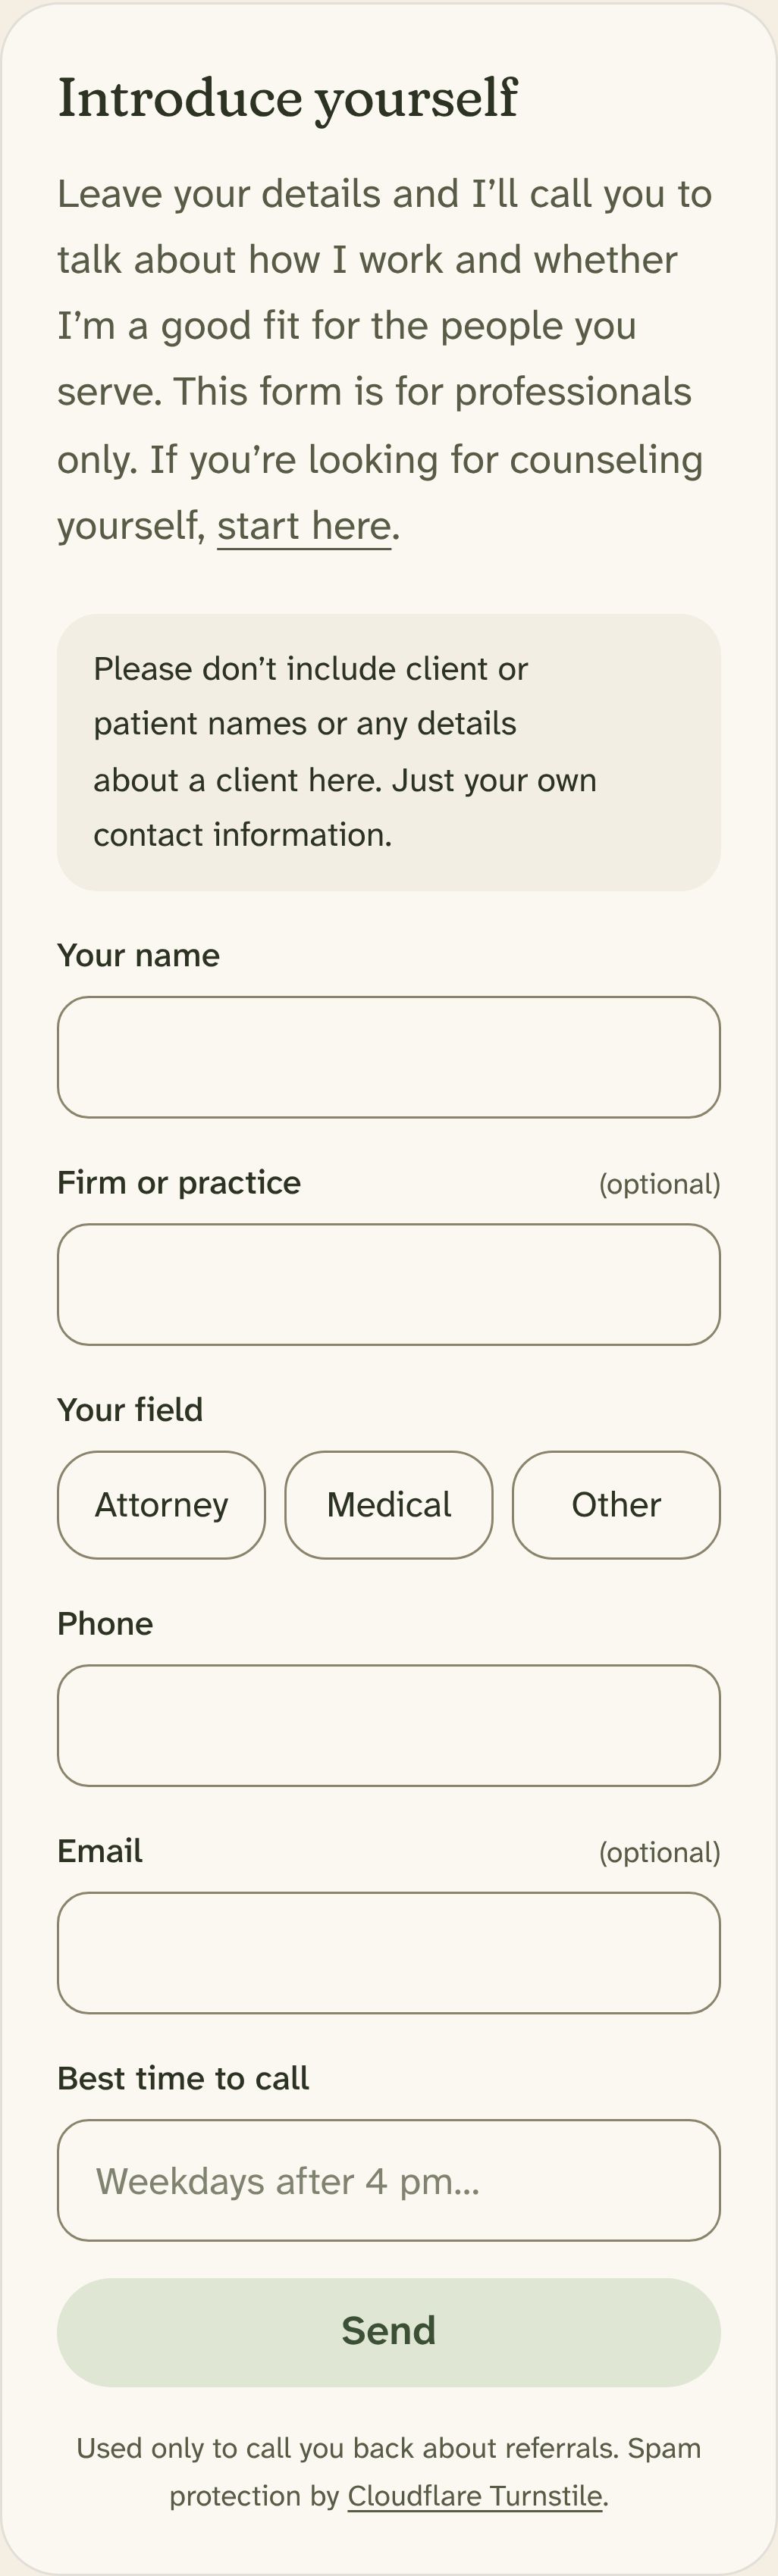 Introduce yourself
Leave your details and I’ll call you to
talk about how I work and whether
I’m a good fit for the people you
serve. This form is for professionals
only. If you’re looking for counseling
yourself, start here.
Please don’t include client or
patient names or any details
about a client here. Just your own
contact information.
Your name
Firm or practice (optional)
Your field
Attorney Medical Other
Phone
Email (optional)
Best time to call
Weekdays after 4 pm...
Send
Used only to call you back about referrals. Spam
protection by Cloudflare Turnstile.